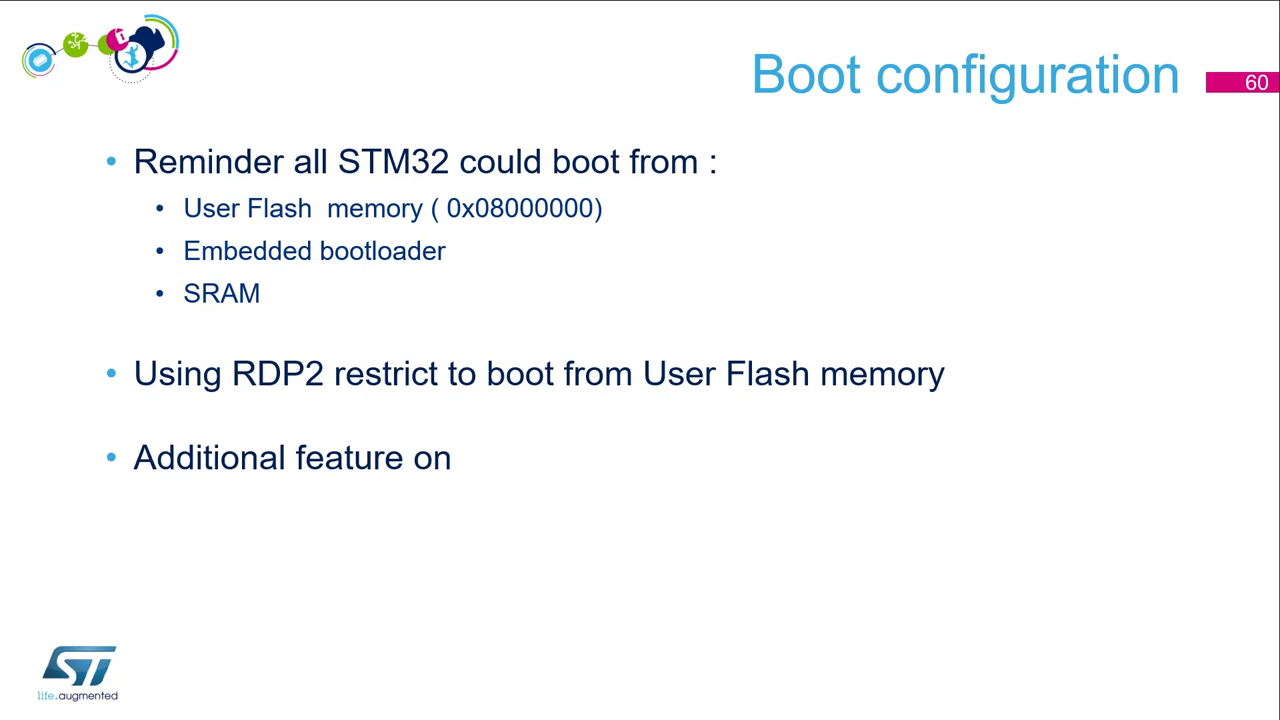 Boot configuration
60
• Reminder all STM32 could boot from :
• User Flash  memory ( 0x08000000)
• Embedded bootloader
• SRAM
• Using RDP2 restrict to boot from User Flash memory
• Additional feature on
ST
life.augmented